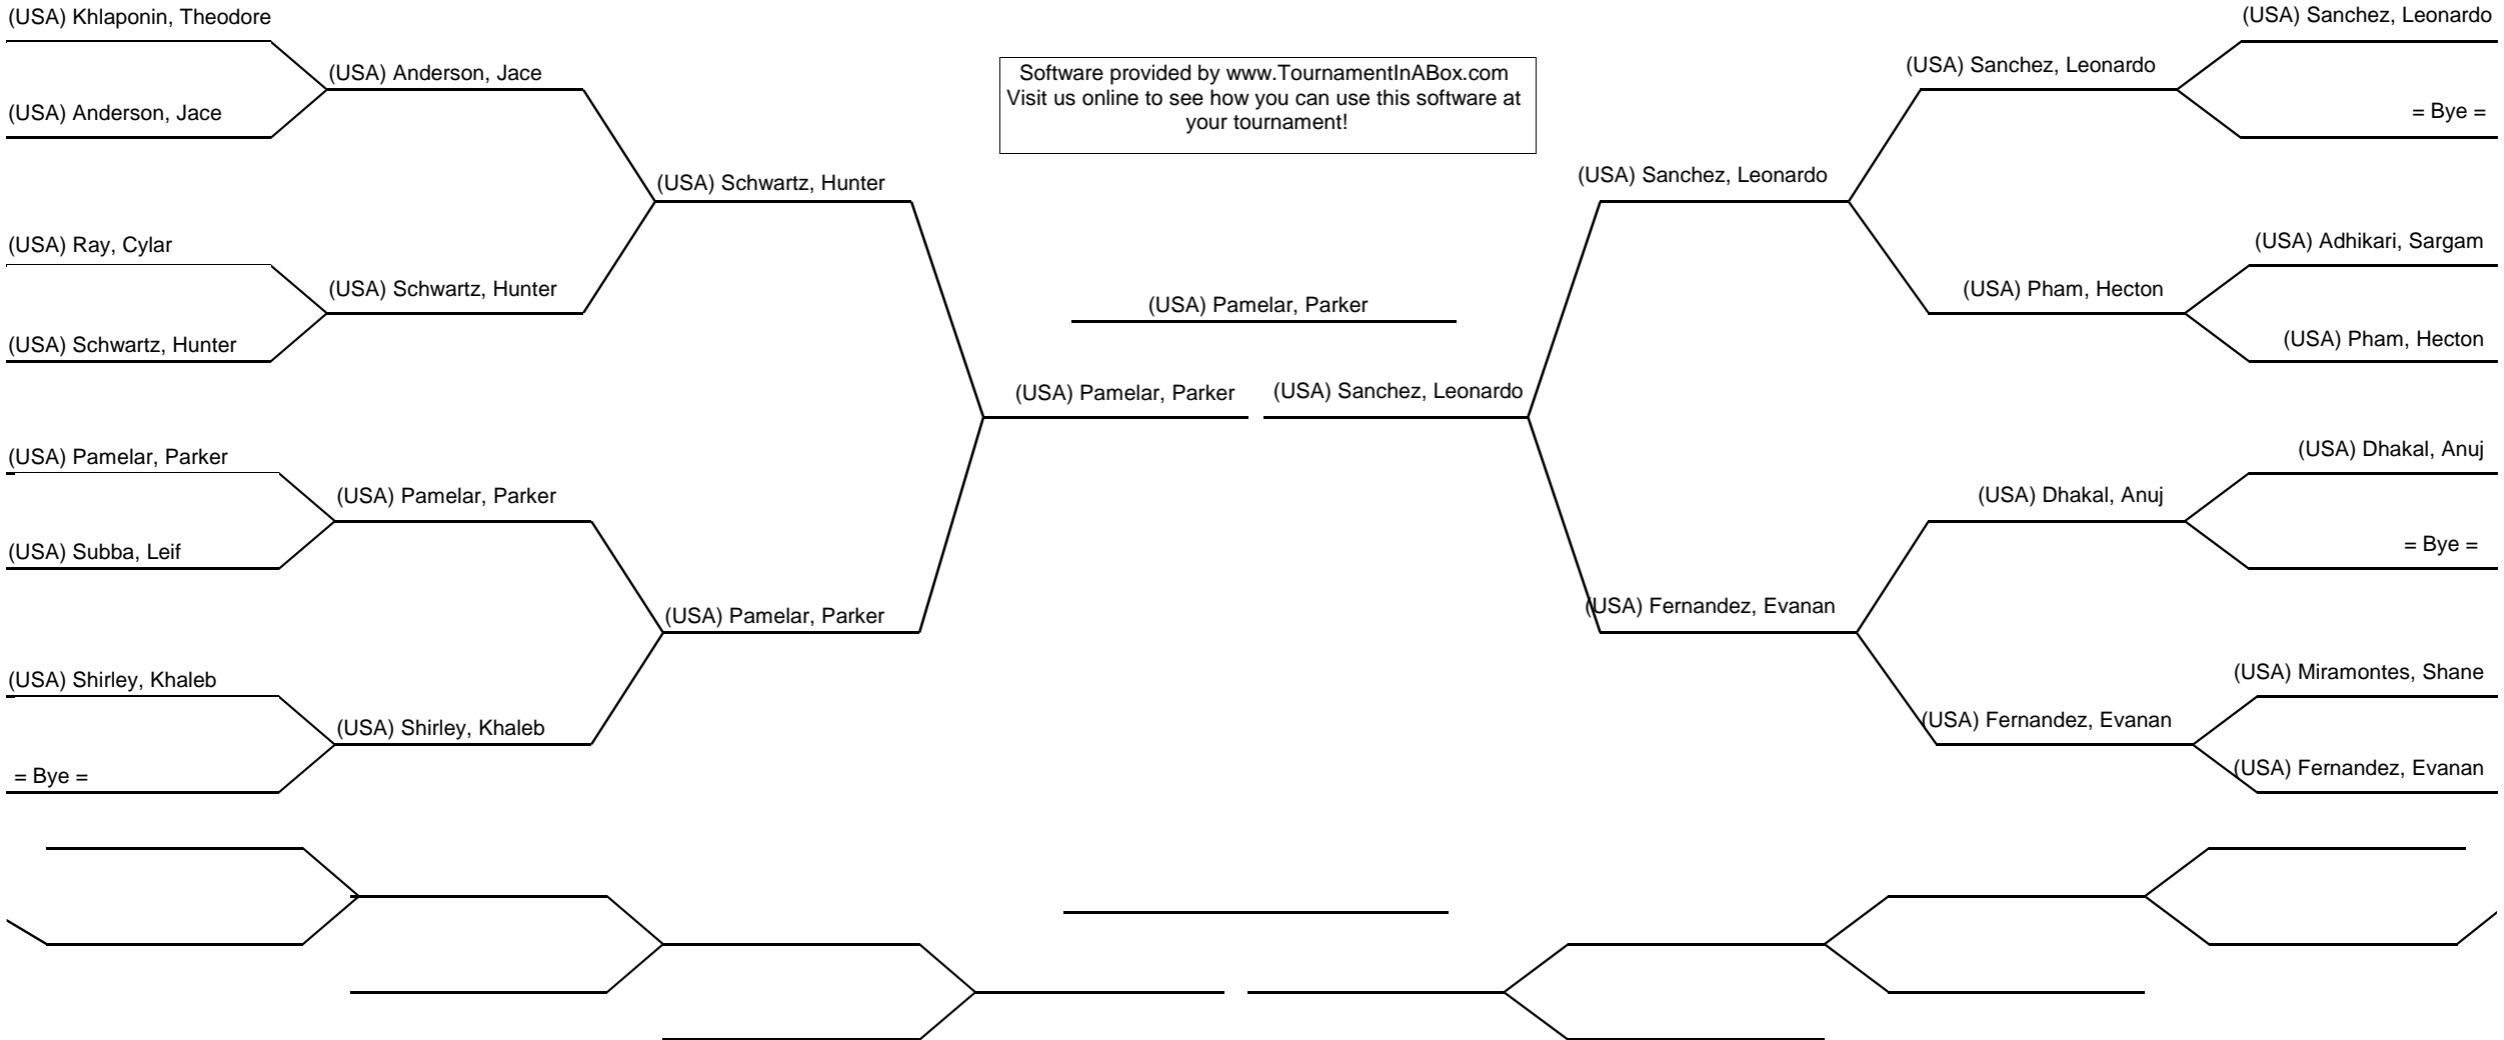 (USA) Khlaponin, Theodore
(USA) Anderson, Jace
(USA) Ray, Cylar
(USA) Schwartz, Hunter
(USA) Pamelar, Parker
(USA) Subba, Leif
(USA) Shirley, Khaleb
= Bye =
(USA) Anderson, Jace
(USA) Schwartz, Hunter
(USA) Pamelar, Parker
(USA) Shirley, Khaleb
(USA) Schwartz, Hunter
(USA) Pamelar, Parker
Software provided by www.TournamentInABox.com
Visit us online to see how you can use this software at
your tournament!
(USA) Pamelar, Parker
(USA) Pamelar, Parker
(USA) Sanchez, Leonardo
(USA) Sanchez, Leonardo
(USA) Fernandez, Evanan
(USA) Sanchez, Leonardo
(USA) Pham, Hecton
(USA) Dhakal, Anuj
(USA) Fernandez, Evanan
(USA) Sanchez, Leonardo
= Bye =
(USA) Adhikari, Sargam
(USA) Pham, Hecton
(USA) Dhakal, Anuj
= Bye =
(USA) Miramontes, Shane
(USA) Fernandez, Evanan